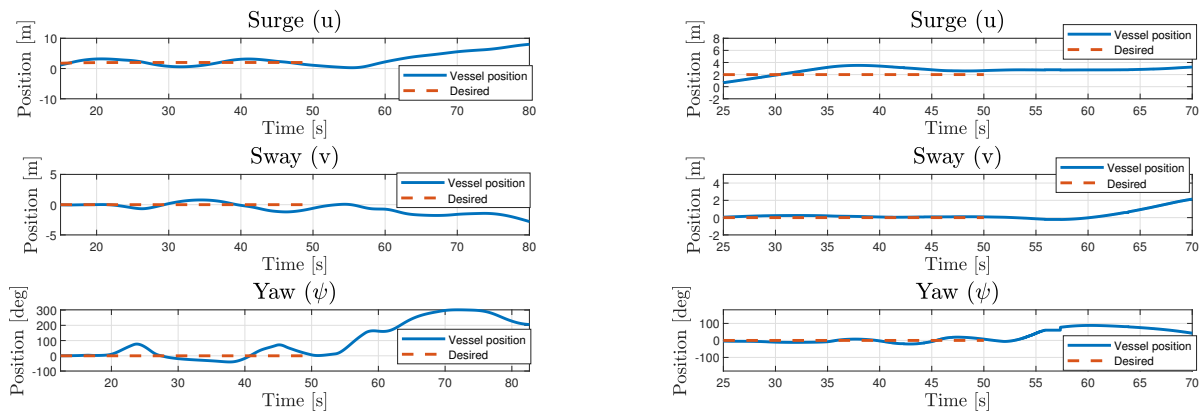 Surge (u)
Position [m]
10
0
-10
20 30 40 50 60 70 80
Time [s]
Vessel position
Desired
Sway (v)
Position [m]
5
0
-5
20 30 40 50 60 70 80
Time [s]
Vessel position
Desired
Yaw (ψ)
Position [deg]
300
200
100
0
-100
20 30 40 50 60 70 80
Time [s]
Vessel position
Desired
Surge (u)
Position [m]
8
6
4
2
0
-2
25 30 35 40 45 50 55 60 65 70
Time [s]
Vessel position
Desired
Sway (v)
Position [m]
4
2
0
-2
25 30 35 40 45 50 55 60 65 70
Time [s]
Vessel position
Desired
Yaw (ψ)
Position [deg]
100
0
-100
25 30 35 40 45 50 55 60 65 70
Time [s]
Vessel position
Desired